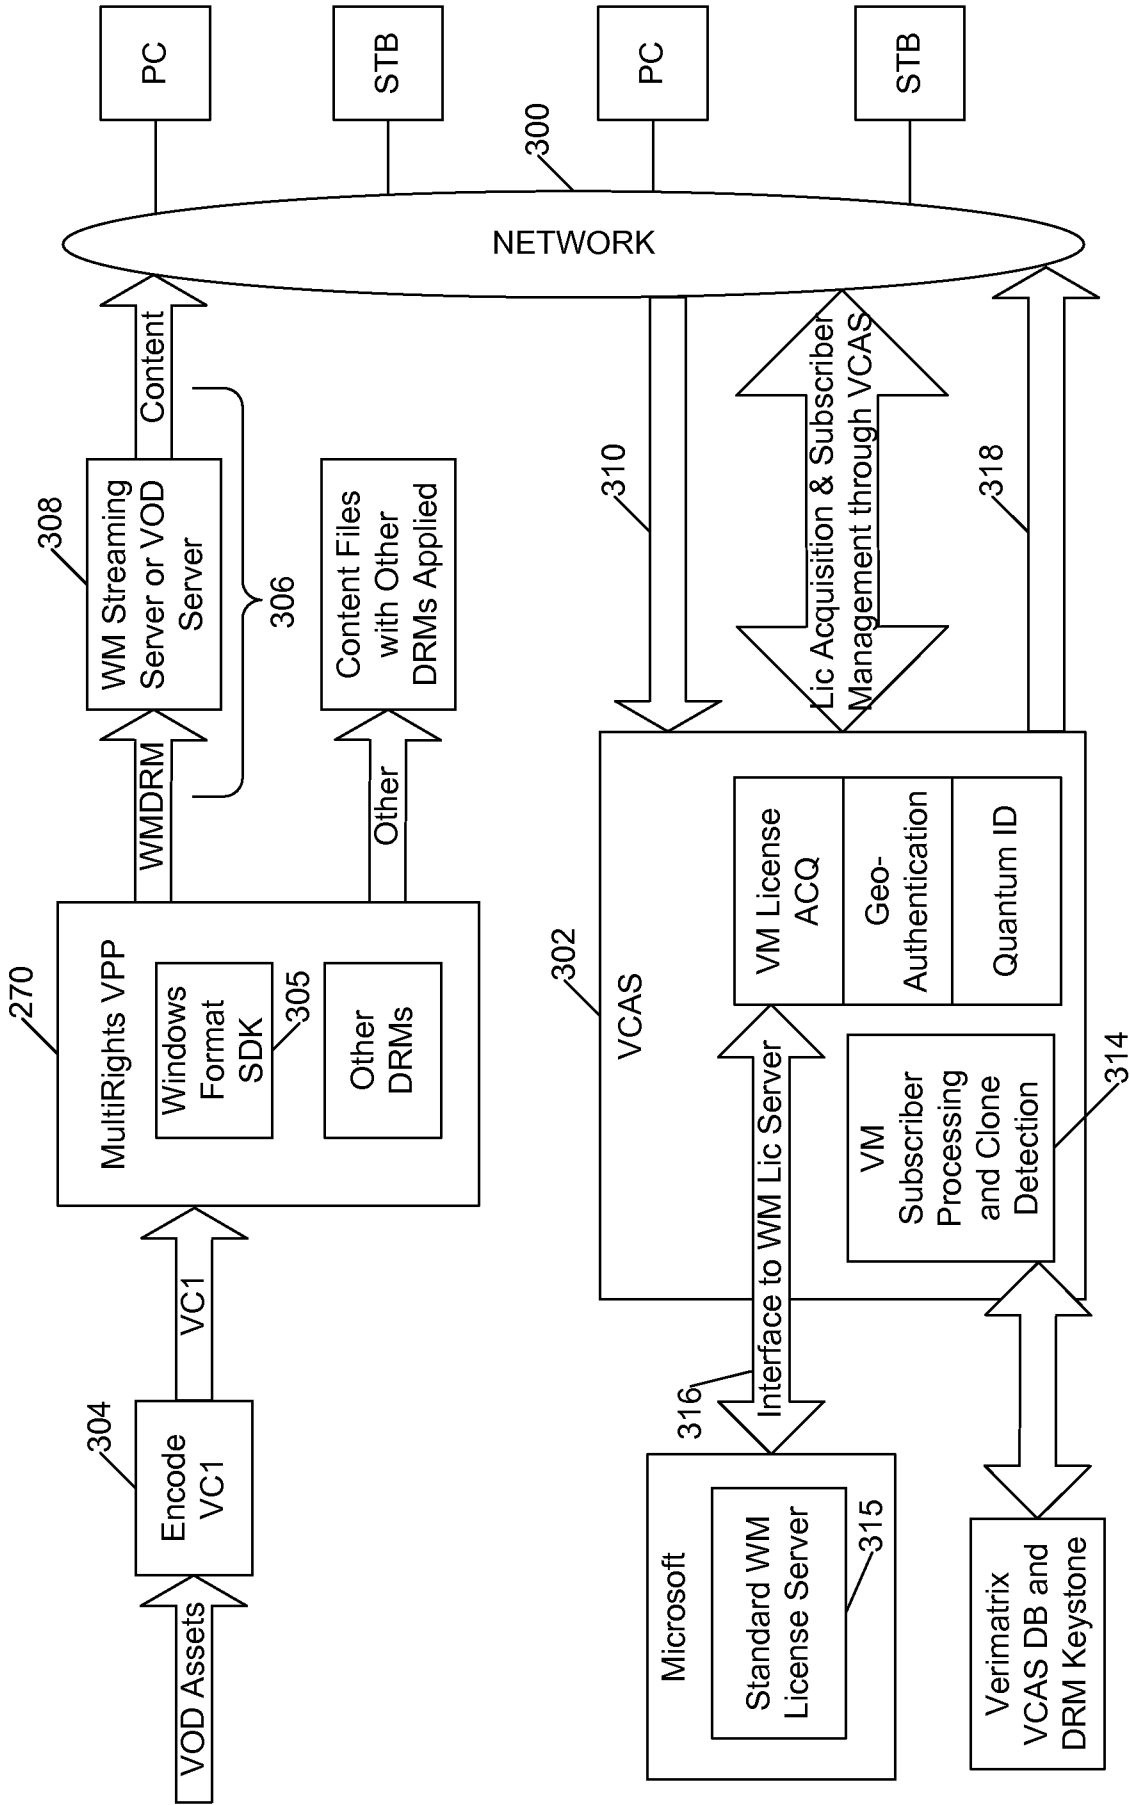 VOD Assets
304
Encode
VC1
VC1
270
MultiRights VPP
Windows
Format
SDK
305
Other
DRMs
WMDRM
Other
308
WM Streaming
Server or VOD
Server
306
Content Files
with Other
DRMs Applied
Content
300
NETWORK
PC
STB
PC
STB
Microsoft
Standard WM
License Server
315
316
Interface to WM Lic Server
Verimatrix
VCAS DB and
DRM Keystone
302
VCAS
VM License
ACQ
Geo-
Authentication
Quantum ID
VM
Subscriber
Processing
and Clone
Detection
314
310
Lic Acquisition & Subscriber
Management through VCAS
318